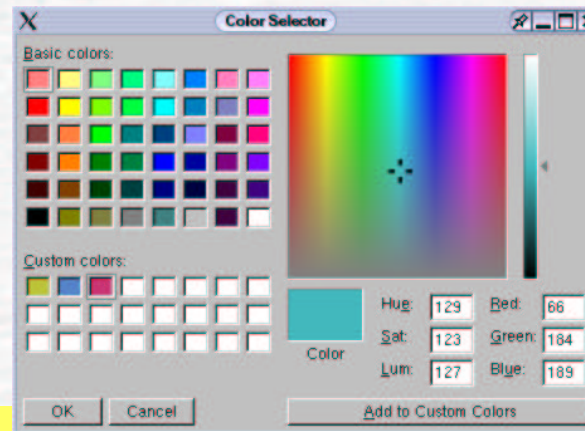 Color Selector
Basic colors:
Custom colors:
Color
Hue: 129 Red: 66
Sat: 123 Green: 184
Lum: 127 Blue: 189
OK Cancel Add to Custom Colors